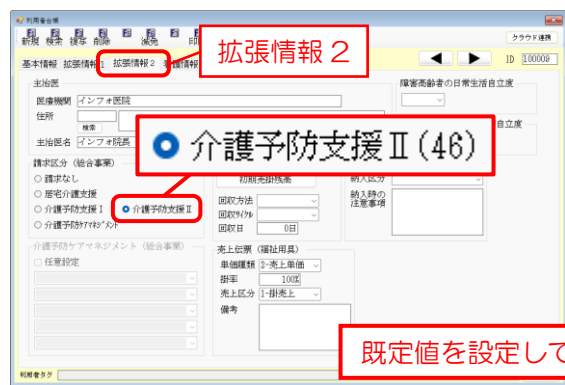 利用者台帳
新規 検索 複写 削除 減免 印
クラウド連携
拡張情報２
基本情報 拡張情報1 拡張情報2
ID 100008
主治医
医療機関 インフォ医院
住所
検索
主治医名 インフォ院長
障害高齢者の日常生活自立度
自立度
介護予防支援Ⅱ(46)
請求区分 (総合事業)
請求なし
居宅介護支援
介護予防支援Ⅰ 介護予防支援Ⅱ
介護予防ケアマネジメント
初期売掛残高
回収方法
回収サイクル
回収日 0日
納入区分
納入時の注意事項
介護予防ケアマネジメント (総合事業)
任意設定
売上伝票 (福祉用具)
単価種類 2-売上単価
掛率 100%
売上区分 1-掛売上
備考
既定値を設定して
利用者タグ